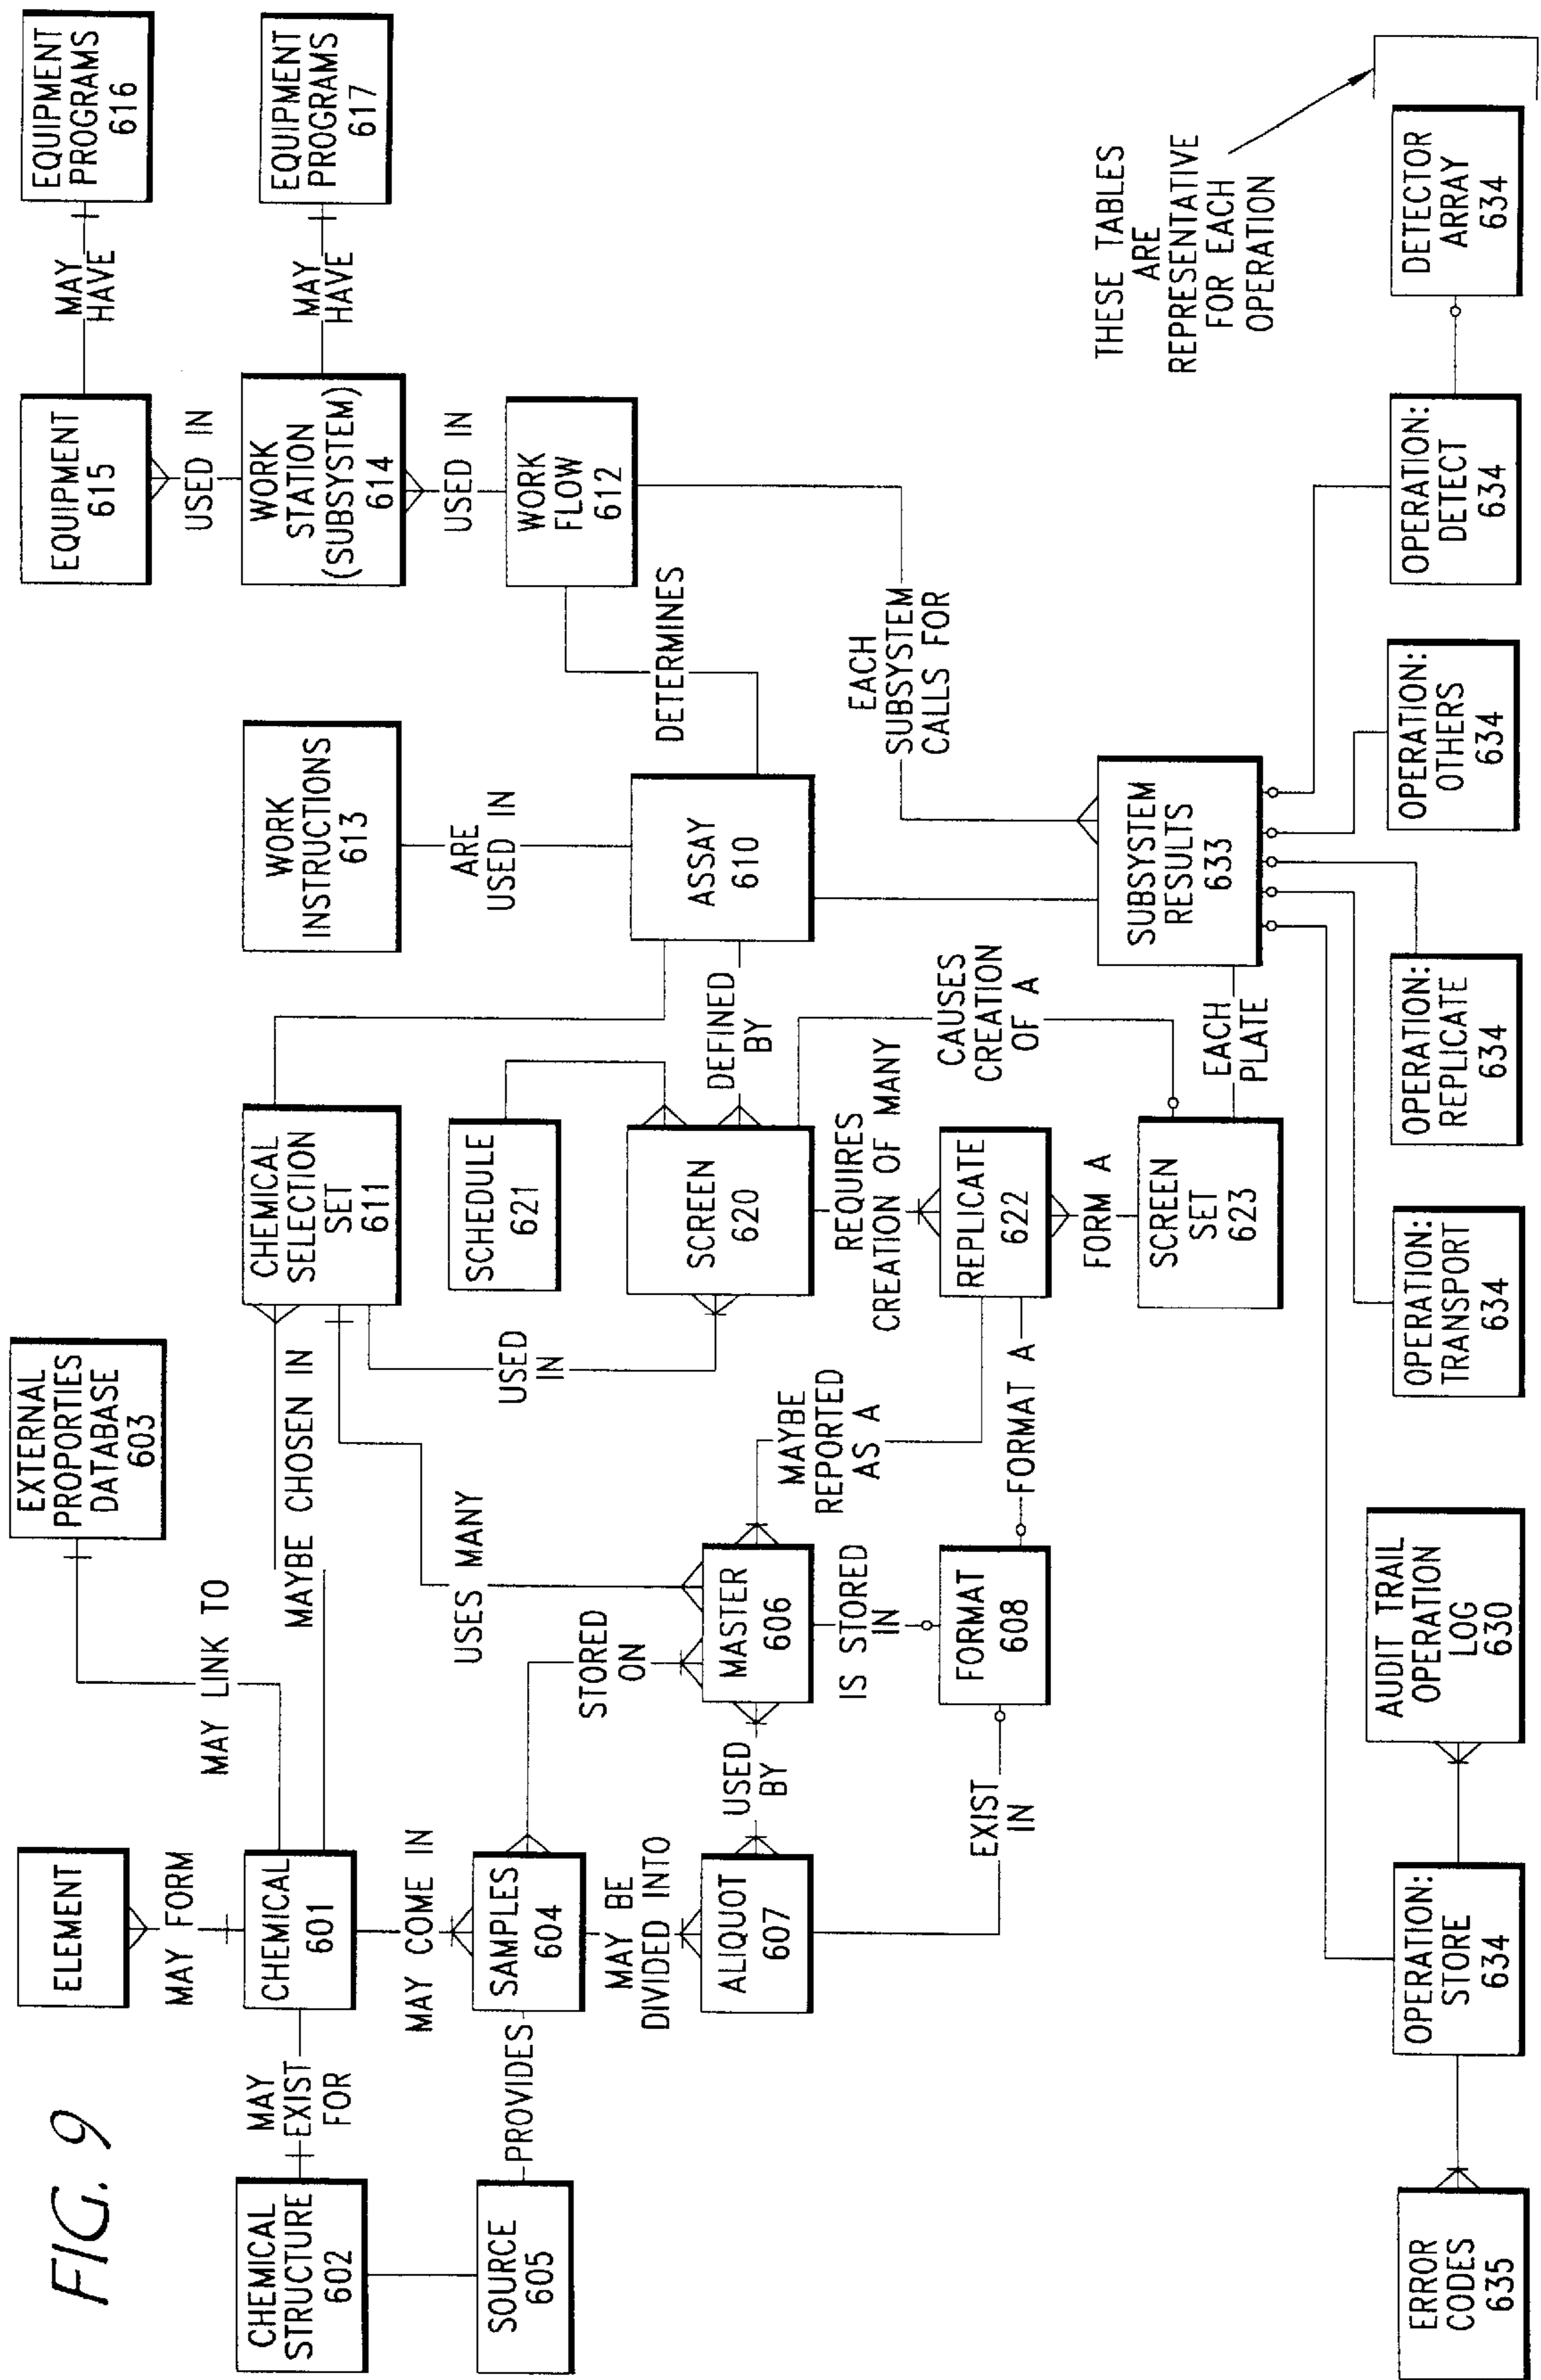 FIG. 9
ELEMENT
MAY FORM
CHEMICAL
601
MAY LINK TO
EXTERNAL
PROPORTIES
DATABASE
603
MAYBE CHOSEN IN
CHEMICAL
STRUCTURE
602
MAY
EXIST
FOR
MAY COME IN
SOURCE
605
PROVIDES
SAMPLES
604
STORED
ON
MAY BE
DIVIDED INTO
ALIQUOT
607
USED
BY
MASTER
606
USES MANY
IS STORED
IN
EXIST
IN
FORMAT
608
FORMAT A
MAYBE
REPORTED
AS A
CHEMICAL
SELECTION
SET
611
USED
IN
SCHEDULE
621
SCREEN
620
DEFINED
BY
REQUIRES
CREATION OF MANY
REPLICATE
622
CAUSES
CREATION
OF A
FORM A
SCREEN
SET
623
EACH
PLATE
WORK
INSTRUCTIONS
613
ARE
USED IN
ASSAY
610
DETERMINES
EQUIPMENT
615
MAY
HAVE
EQUIPMENT
PROGRAMS
616
USED IN
WORK
STATION
(SUBSYSTEM)
614
MAY
HAVE
EQUIPMENT
PROGRAMS
617
USED IN
WORK
FLOW
612
EACH
SUBSYSTEM
CALLS FOR
SUBSYSTEM
RESULTS
633
THESE TABLES
ARE
REPRESENTATIVE
FOR EACH
OPERATION
ERROR
CODES
635
OPERATION:
STORE
634
AUDIT TRAIL
OPERATION
LOG
630
OPERATION:
TRANSPORT
634
OPERATION:
REPLICATE
634
OPERATION:
OTHERS
634
OPERATION:
DETECT
634
DETECTOR
ARRAY
634